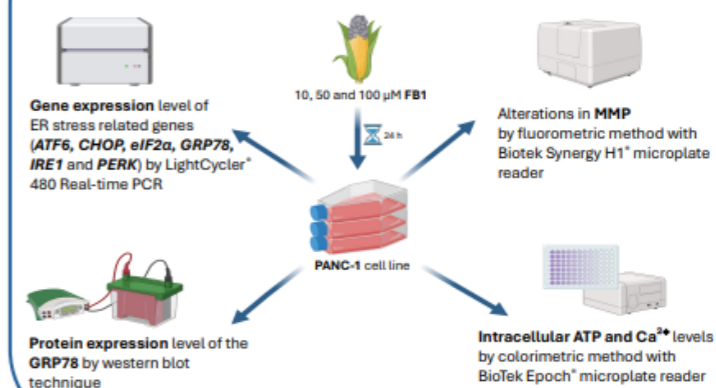 10, 50 and 100 µM FB1
24 h
Gene expression level of
ER stress related genes
(ATF6, CHOP, eIF2α, GRP78,
IRE1 and PERK) by LightCycler®
480 Real-time PCR
Alterations in MMP
by fluorometric method with
Biotek Synergy H1® microplate
reader
PANC-1 cell line
Protein expression level of the
GRP78 by western blot
technique
Intracellular ATP and Ca²⁺ levels
by colorimetric method with
BioTek Epoch® microplate reader